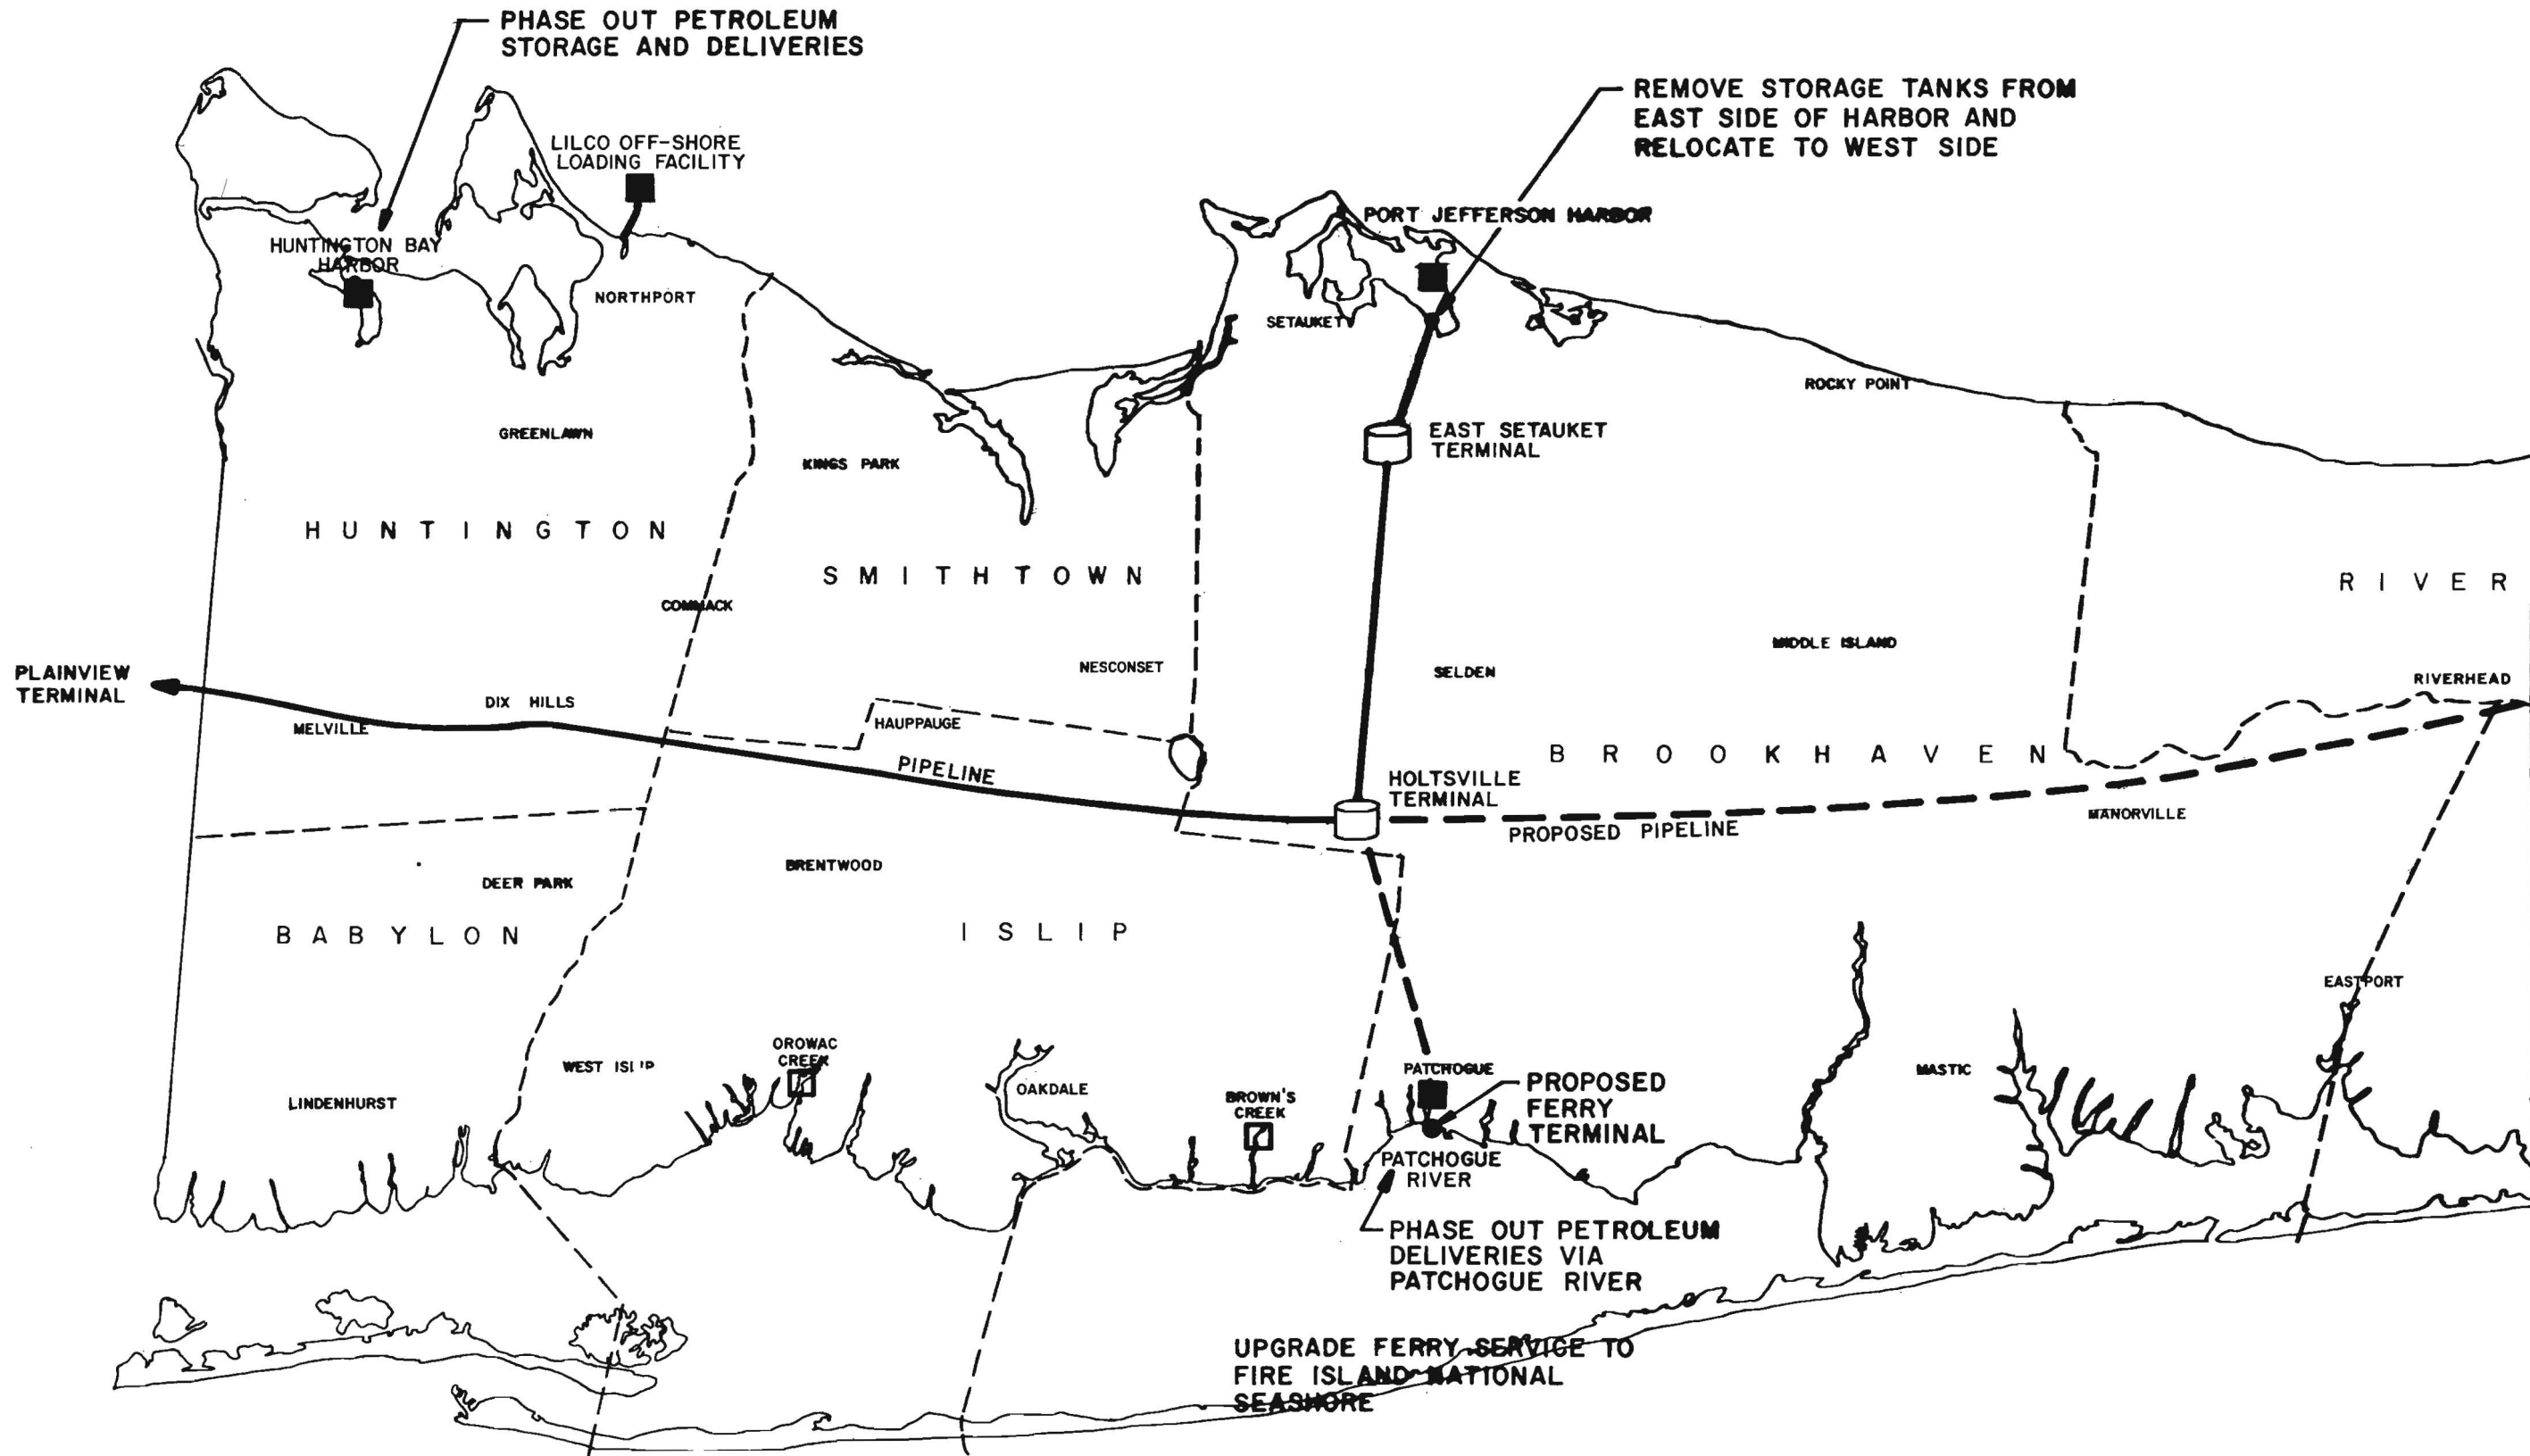 PHASE OUT PETROLEUM
STORAGE AND DELIVERIES
REMOVE STORAGE TANKS FROM
EAST SIDE OF HARBOR AND
RELOCATE TO WEST SIDE
LILCO OFF-SHORE
LOADING FACILITY
PORT JEFFERSON HARBOR
HUNTINGTON BAY
HARBOR
NORTHPORT
SETAUKET
ROCKY POINT
GREENLAWN
KINGS PARK
EAST SETAUKET
TERMINAL
HUNTINGTON
SMITHTOWN
RIVER
COMMACK
MIDDLE ISLAND
NESCONSET
SELDEN
RIVERHEAD
PLAINVIEW
TERMINAL
DIX HILLS
MELVILLE
HAUPPAUGE
BROOKHAVEN
PIPELINE
HOLTSVILLE
TERMINAL
MANORVILLE
PROPOSED PIPELINE
BRENTWOOD
DEER PARK
BABYLON
ISLIP
EASTPORT
OROWAC
CREEK
WEST ISLIP
PATCHOGUE
MASTIC
PROPOSED
FERRY
TERMINAL
OAKDALE
BROWN'S
CREEK
LINDENHURST
PATCHOGUE
RIVER
PHASE OUT PETROLEUM
DELIVERIES VIA
PATCHOGUE RIVER
UPGRADE FERRY SERVICE TO
FIRE ISLAND NATIONAL
SEASHORE